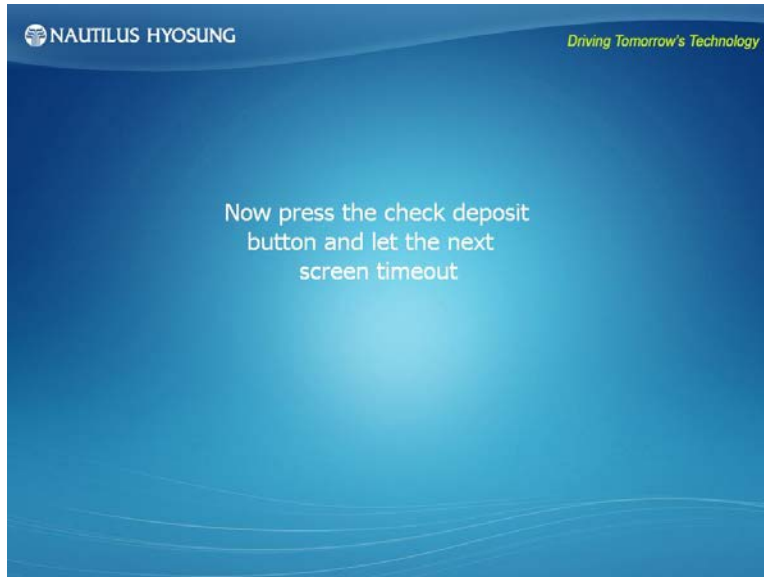 NAUTILUS HYOSUNG
Driving Tomorrow's Technology
Now press the check deposit
button and let the next
screen timeout